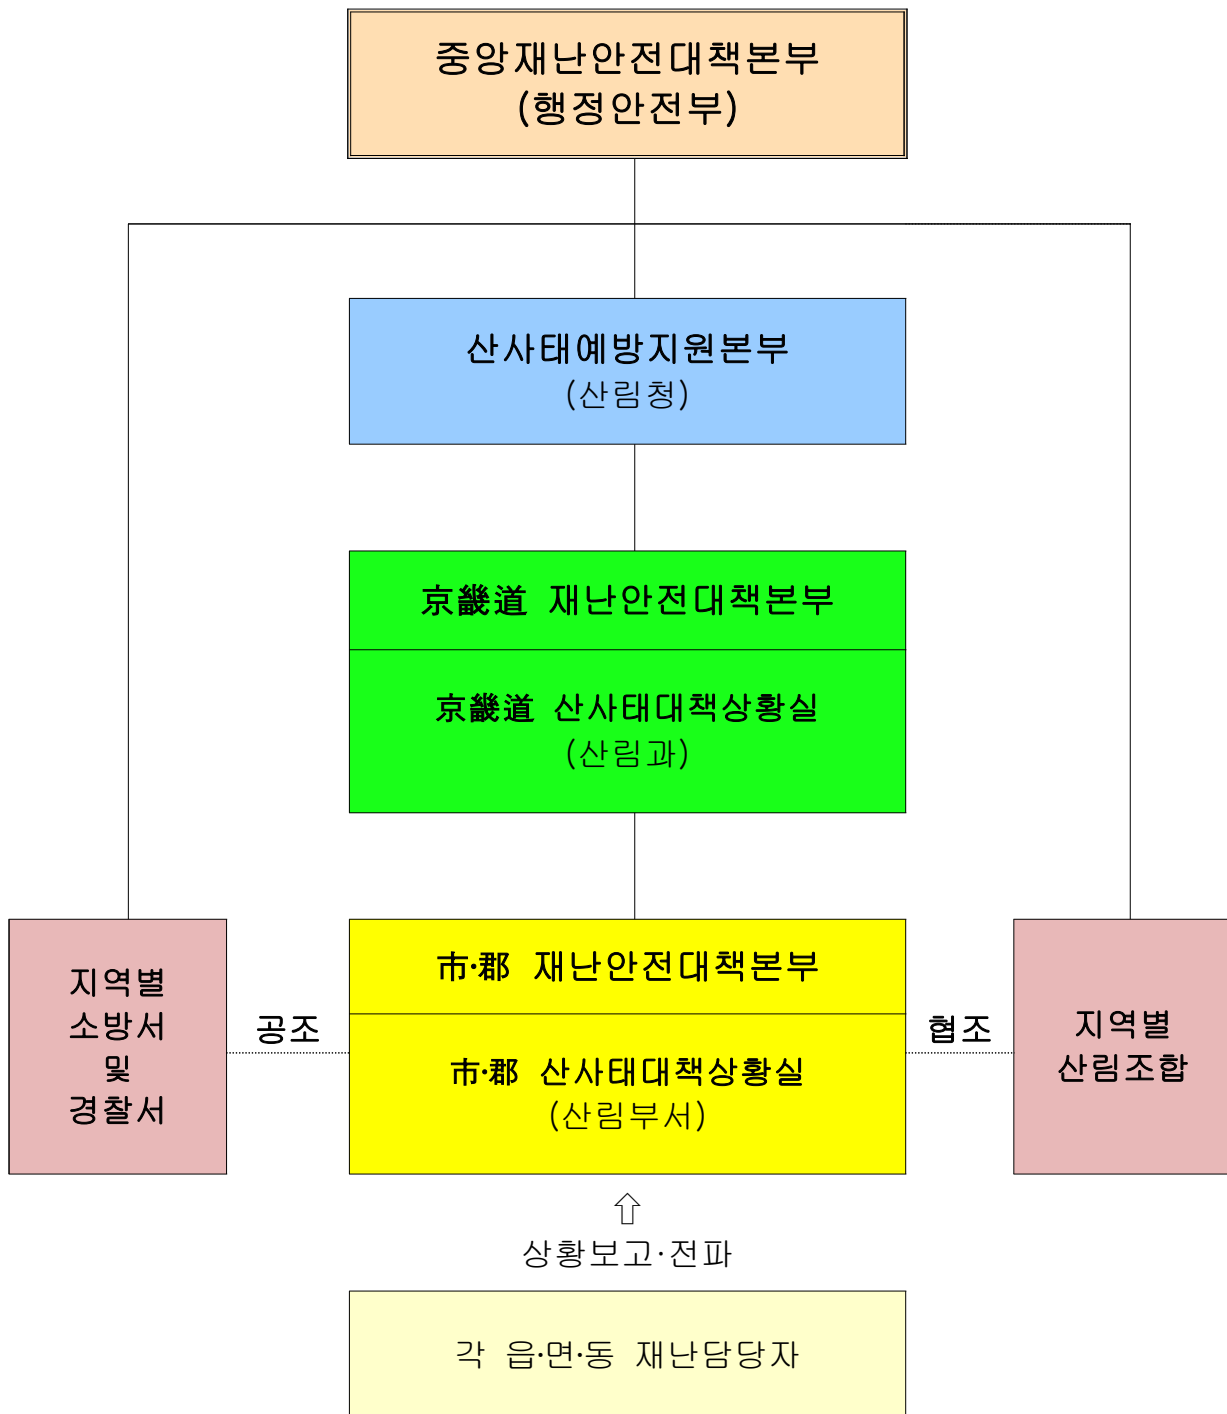 중앙재난안전대책본부
(행정안전부)
산사태예방지원본부
(산림청)
京畿道 재난안전대책본부
京畿道 산사태대책상황실
(산림과)
지역별
소방서
및
경찰서
공조
市·郡 재난안전대책본부
市·郡 산사태대책상황실
(산림부서)
협조
지역별
산림조합
상황보고·전파
각 읍·면·동 재난담당자